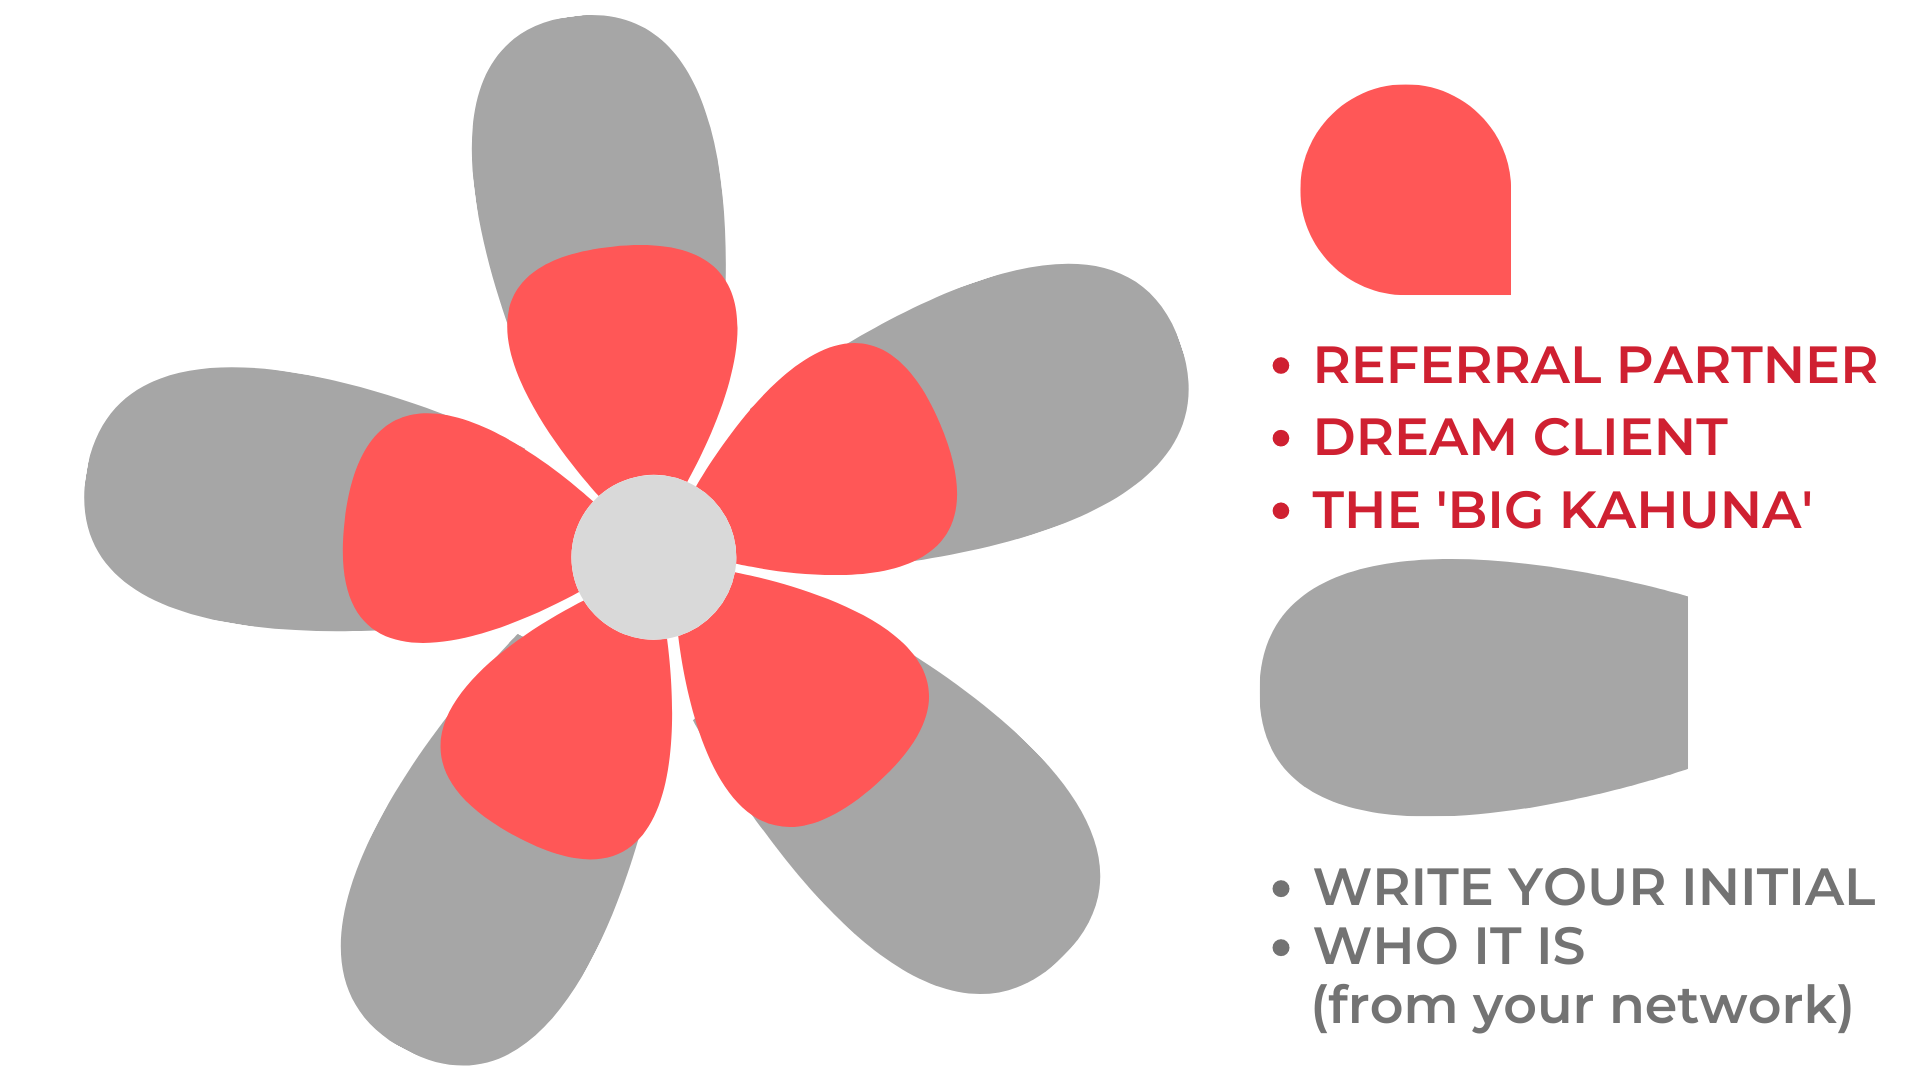 • REFERRAL PARTNER
• DREAM CLIENT
• THE 'BIG KAHUNA'
• WRITE YOUR INITIAL
• WHO IT IS
(from your network)